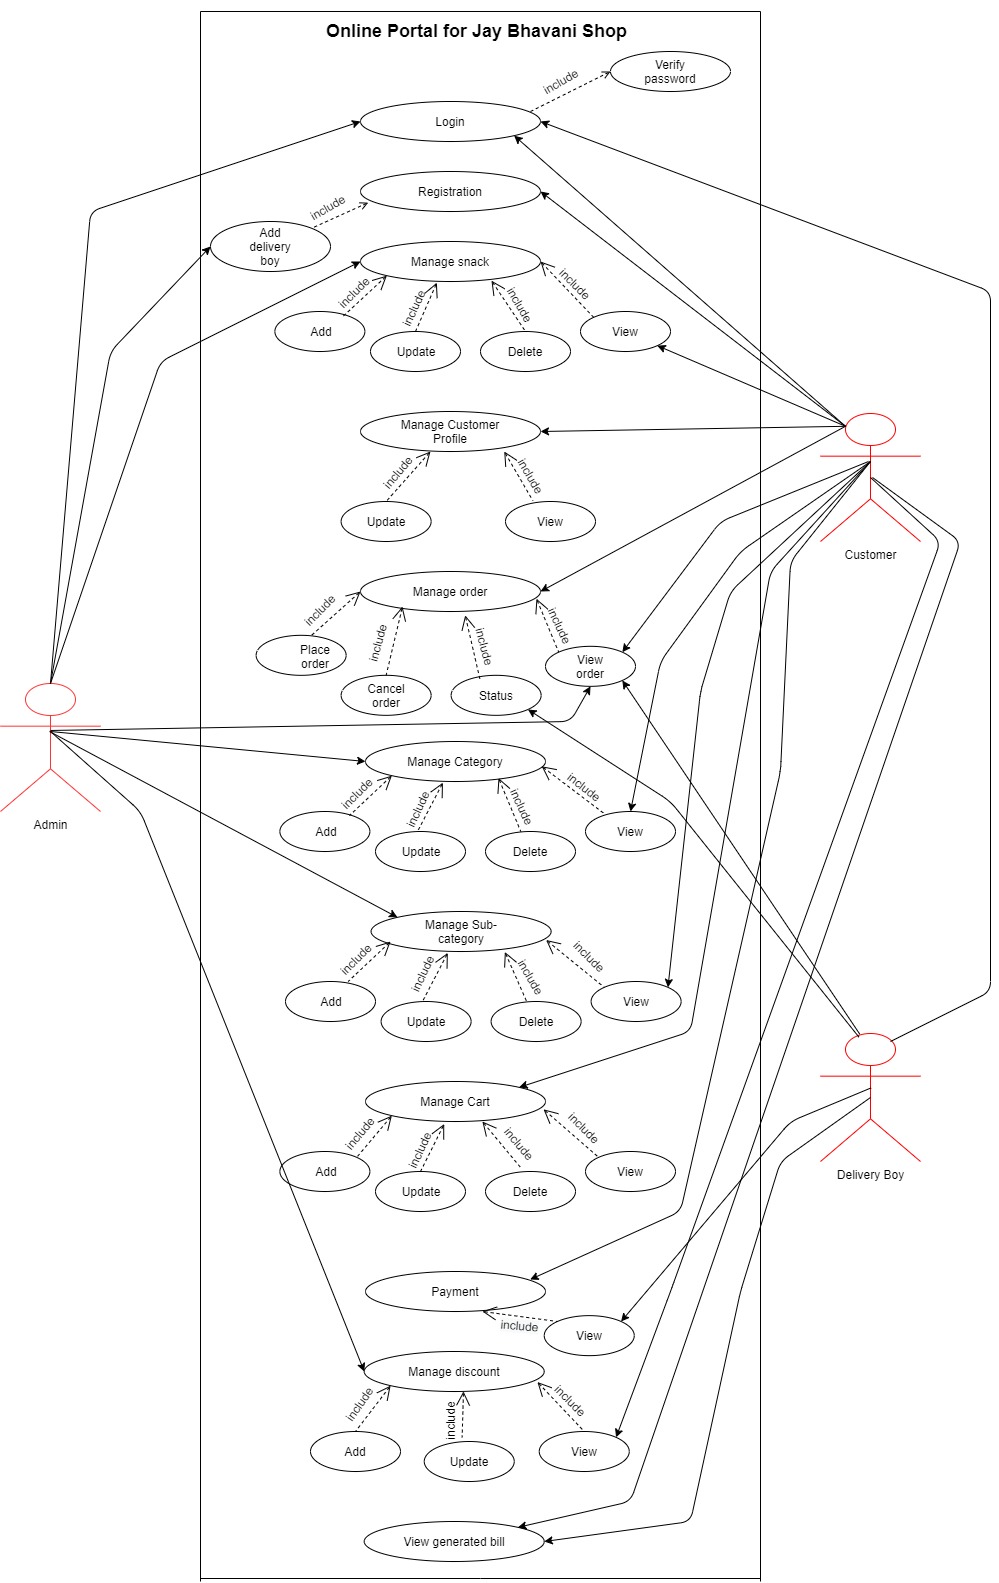 Online Portal for Jay Bhavani Shop
Verify
password
include
Login
Registration
include
Add
delivery
boy
Manage snack
include
include
include
include
Add
Update
Delete
View
Manage Customer
Profile
include
include
Update
View
Customer
Manage order
include
include
include
include
Place
order
Cancel
order
Status
View
order
Admin
Manage Category
include
include
include
include
Add
Update
Delete
View
Manage Sub-
category
include
include
include
include
Add
Update
Delete
View
Manage Cart
include
include
include
include
Add
Update
Delete
View
Delivery Boy
Payment
include
View
Manage discount
include
include
include
Add
Update
View
View generated bill